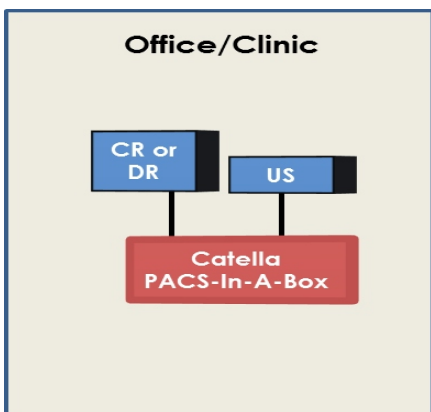 Office/Clinic
CR or
DR
US
Catella
PACS-In-A-Box